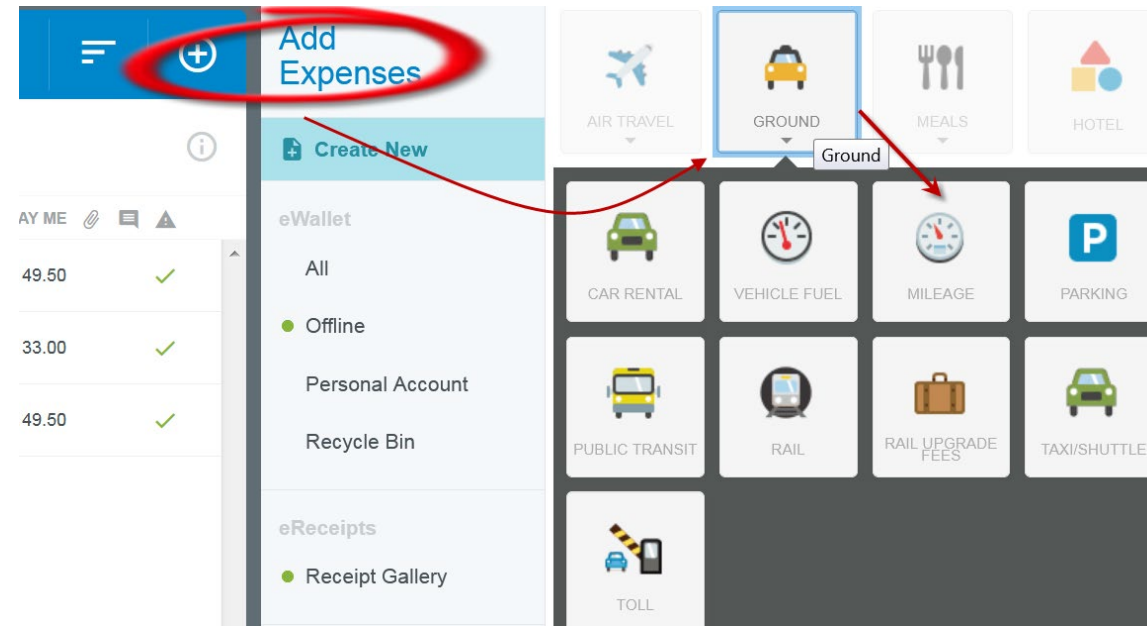 Add
Expenses
Create New
eWallet
All
Offline
Personal Account
Recycle Bin
eReceipts
Receipt Gallery
AY ME
49.50
33.00
49.50
AIR TRAVEL
GROUND
MEALS
HOTEL
Ground
CAR RENTAL
VEHICLE FUEL
MILEAGE
P
PARKING
PUBLIC TRANSIT
RAIL
RAIL UPGRADE
FEES
TAXI/SHUTTLE
TOLL